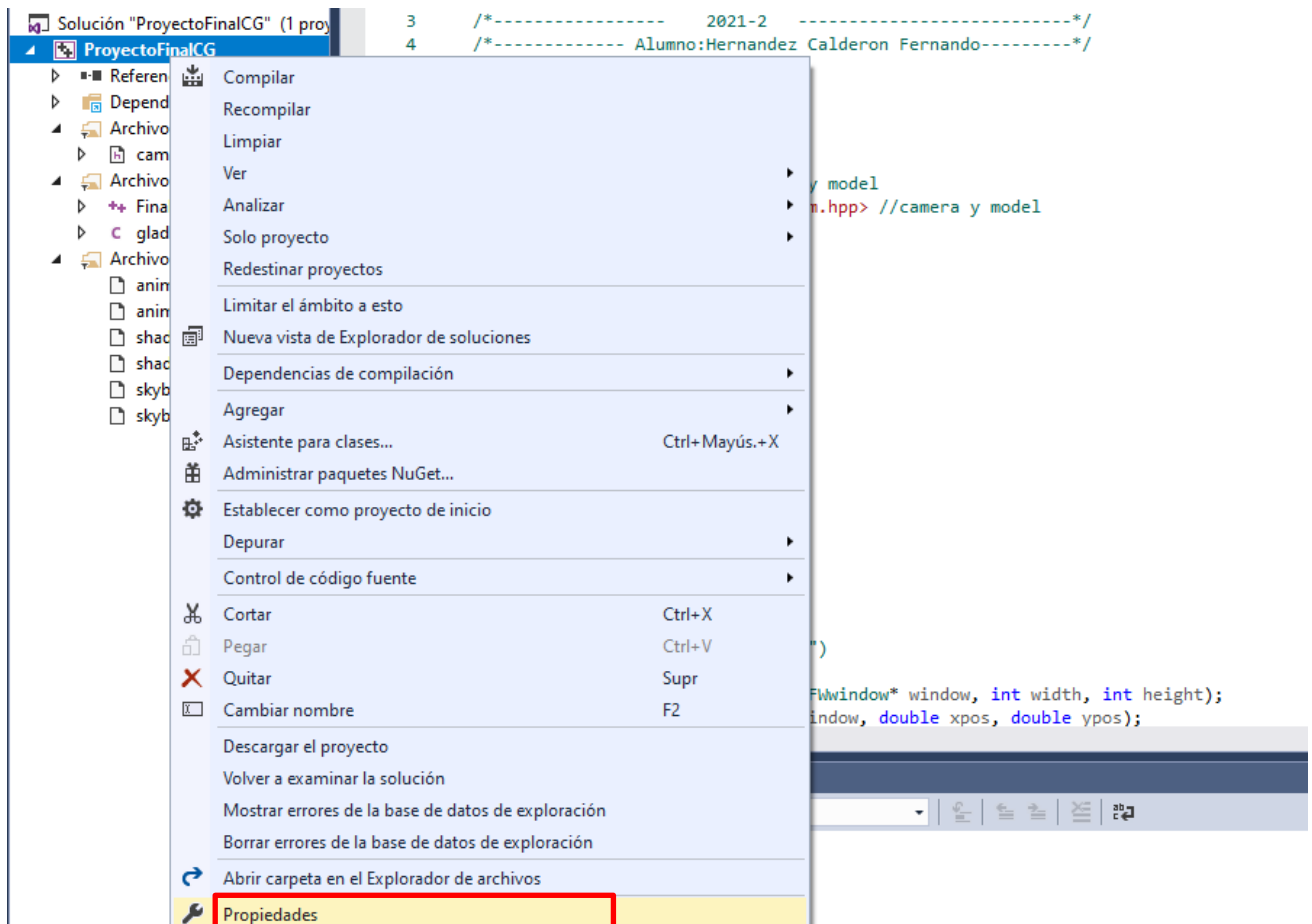 Solución "ProyectoFinalCG" (1 proy
ProyectoFinalCG
Referen
Depend
Archivo
cam
Archivo
Fina
glad
Archivo
anim
anim
shad
shad
skyb
skyb
3 /*----------------- 2021-2 ---------------------------*/
4 /*------------- Alumno:Hernandez Calderon Fernando---------*/
y model
m.hpp> //camera y model
")
FWwindow* window, int width, int height);
indow, double xpos, double ypos);
Compilar
Recompilar
Limpiar
Ver
Analizar
Solo proyecto
Redestinar proyectos
Limitar el ámbito a esto
Nueva vista de Explorador de soluciones
Dependencias de compilación
Agregar
Asistente para clases... Ctrl+Mayús.+X
Administrar paquetes NuGet...
Establecer como proyecto de inicio
Depurar
Control de código fuente
Cortar Ctrl+X
Pegar Ctrl+V
Quitar Supr
Cambiar nombre F2
Descargar el proyecto
Volver a examinar la solución
Mostrar errores de la base de datos de exploración
Borrar errores de la base de datos de exploración
Abrir carpeta en el Explorador de archivos
Propiedades